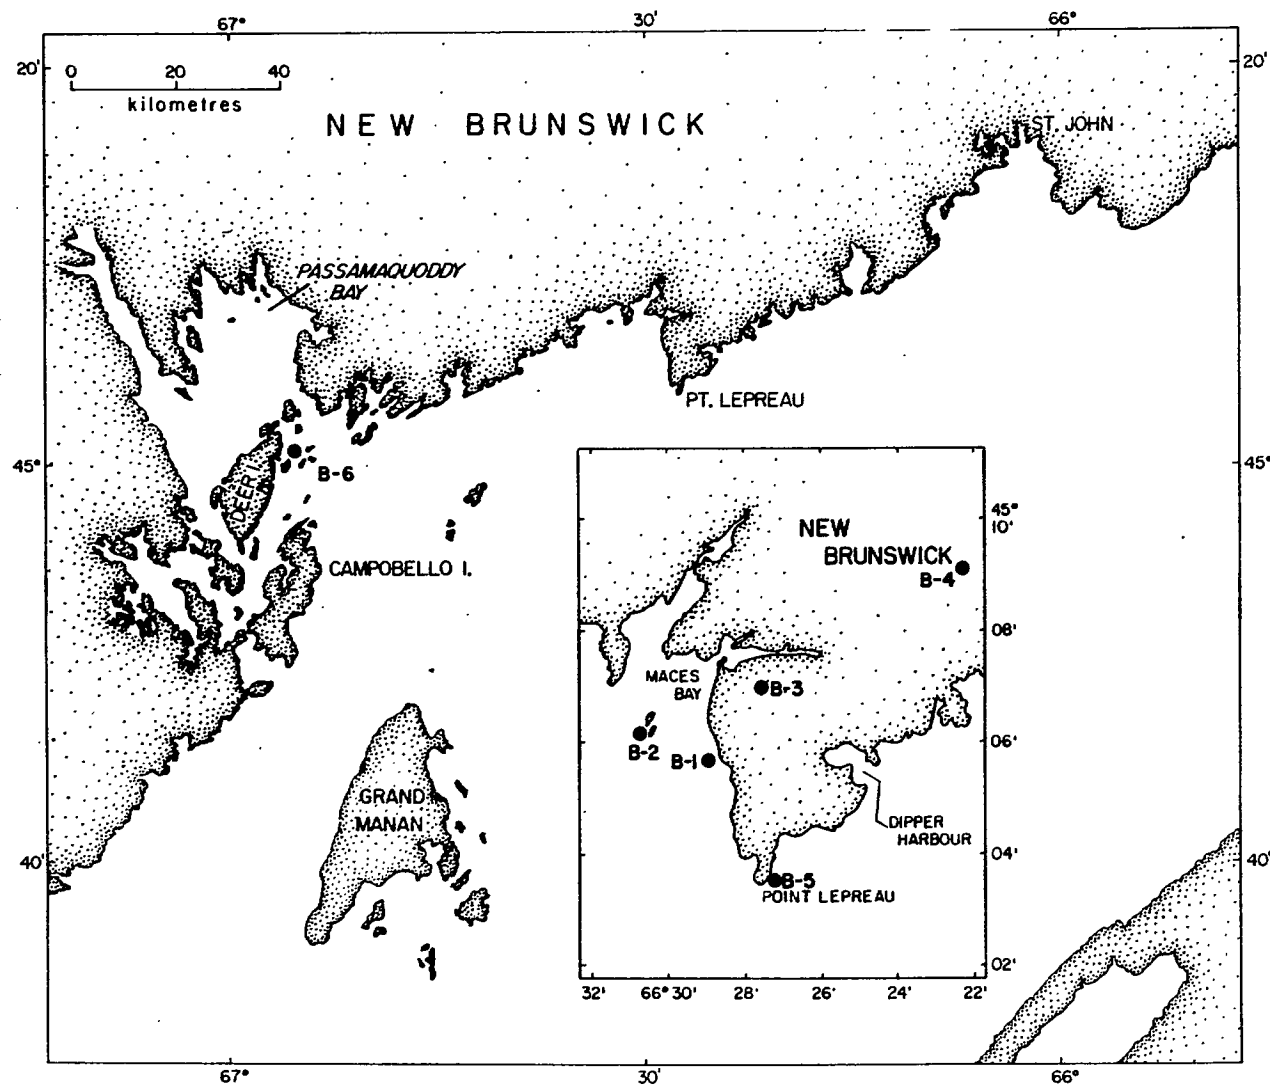 67°
30'
66°
20'
20'
0 20 40
kilometres
NEW BRUNSWICK
ST. JOHN
PASSAMAQUODDY
BAY
PT. LEPREAU
45°
45°
B-6
DEER I.
CAMPOBELLO I.
GRAND
MANAN
40'
40'
NEW
BRUNSWICK
B-4
MACES
BAY
B-3
B-2
B-1
DIPPER
HARBOUR
B-5
POINT LEPREAU
45°
10'
08'
06'
04'
02'
32' 66° 30' 28' 26' 24' 22'
67°
30'
66°